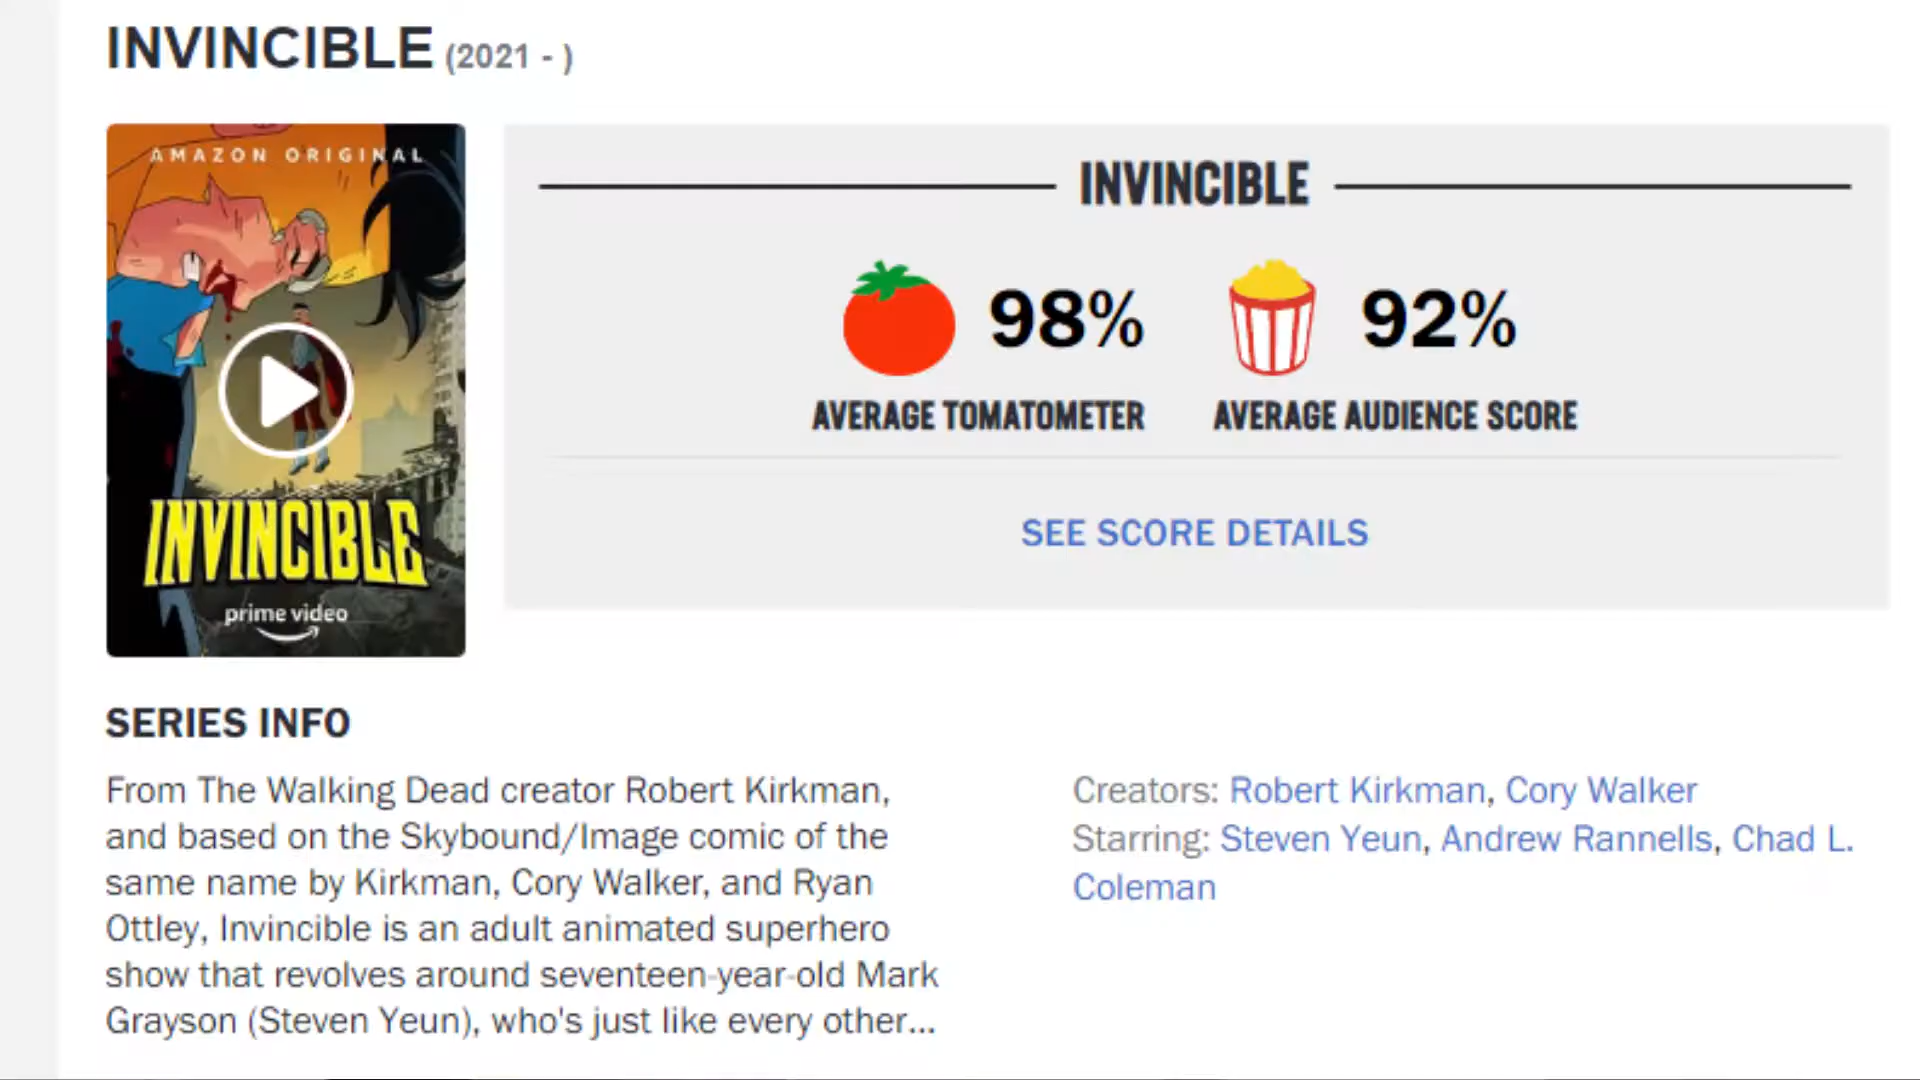 INVINCIBLE (2021 - )
AMAZON ORIGINAL
INVINCIBLE
prime video
INVINCIBLE
98% 92%
AVERAGE TOMATOMETER AVERAGE AUDIENCE SCORE
SEE SCORE DETAILS
SERIES INFO
From The Walking Dead creator Robert Kirkman,
and based on the Skybound/Image comic of the
same name by Kirkman, Cory Walker, and Ryan
Ottley, Invincible is an adult animated superhero
show that revolves around seventeen-year-old Mark
Grayson (Steven Yeun), who's just like every other...
Creators: Robert Kirkman, Cory Walker
Starring: Steven Yeun, Andrew Rannells, Chad L.
Coleman